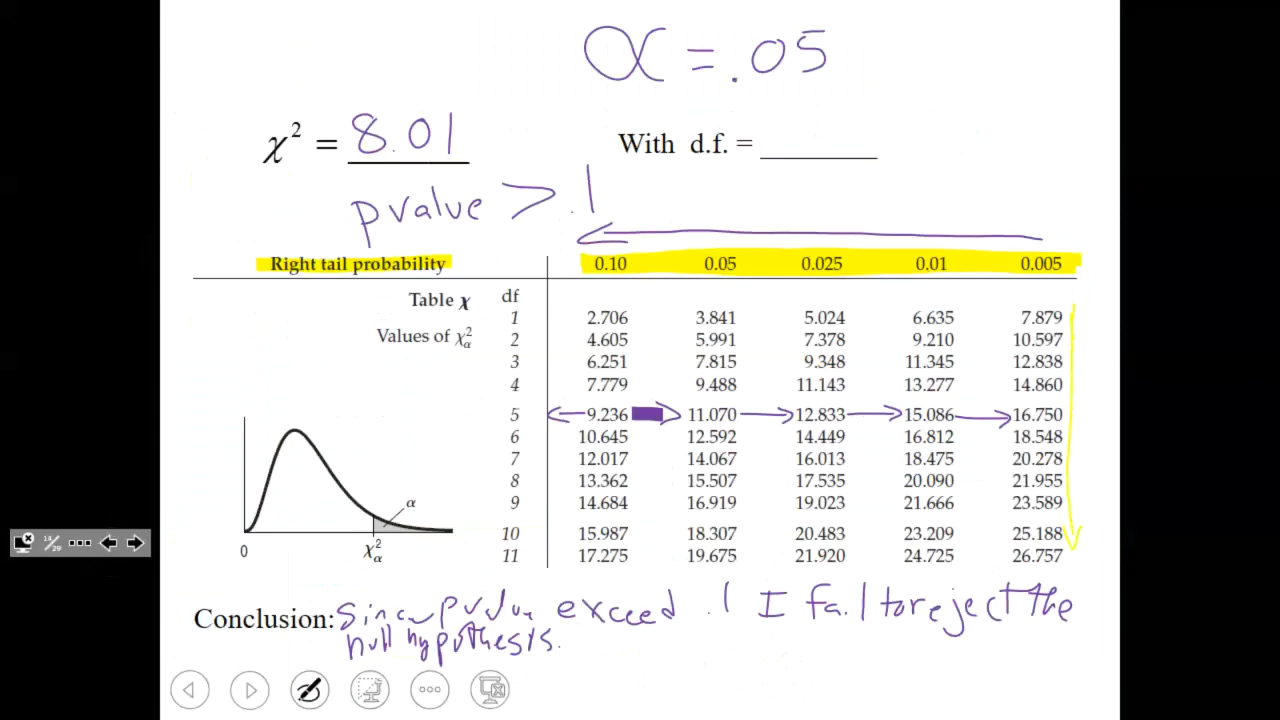 α = .05
χ² = 8.01 With d.f. = ________
pvalue > .1
Right tail probability 0.10 0.05 0.025 0.01 0.005
Table χ df
1 2.706 3.841 5.024 6.635 7.879
Values of χ²α 2 4.605 5.991 7.378 9.210 10.597
3 6.251 7.815 9.348 11.345 12.838
4 7.779 9.488 11.143 13.277 14.860
5 9.236 11.070 12.833 15.086 16.750
6 10.645 12.592 14.449 16.812 18.548
7 12.017 14.067 16.013 18.475 20.278
8 13.362 15.507 17.535 20.090 21.955
9 14.684 16.919 19.023 21.666 23.589
α
10 15.987 18.307 20.483 23.209 25.188
11 17.275 19.675 21.920 24.725 26.757
0 χ²α
14/29
Conclusion: Since pvalue exceed .1 I fail to reject the
null hypothesis.